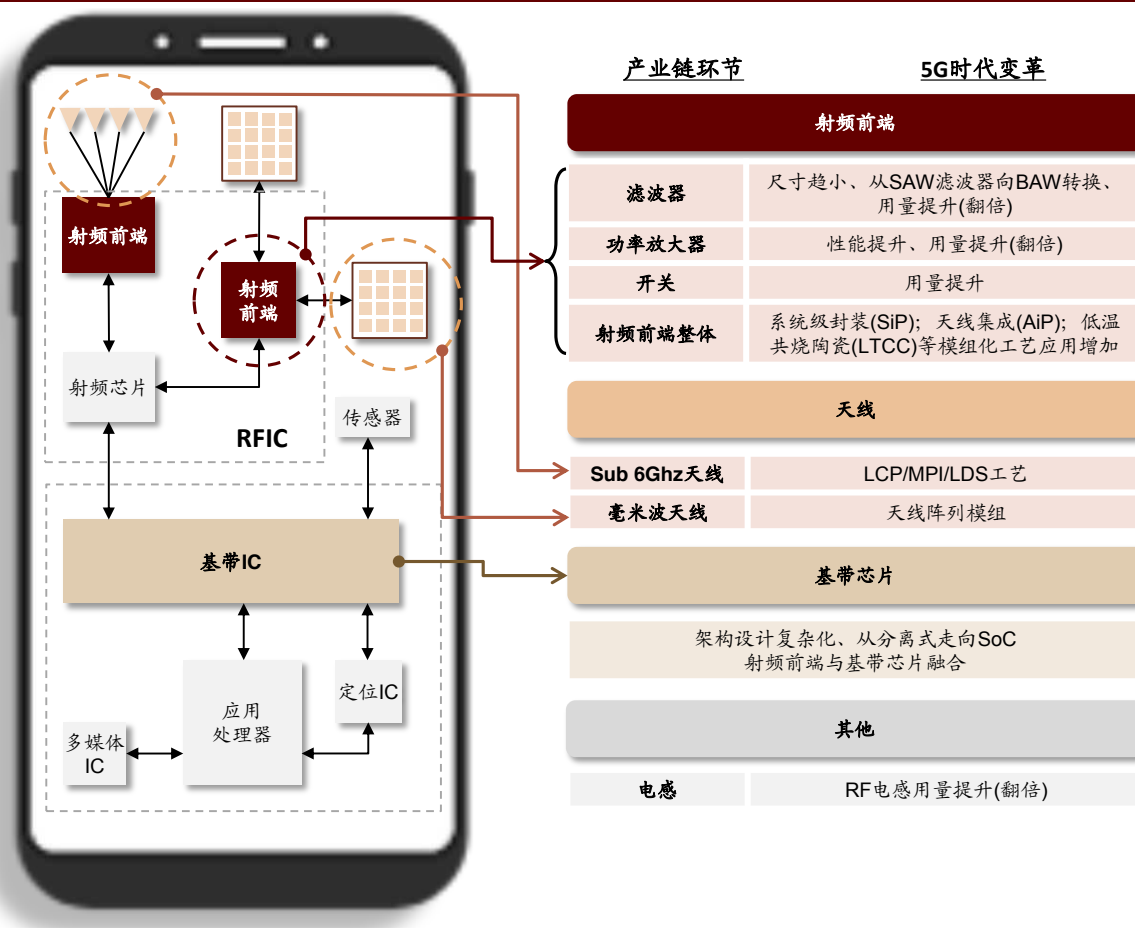 射频前端
射频
前端
射频芯片
RFIC
传感器
基带IC
应用
处理器
定位IC
多媒体
IC
产业链环节
5G时代变革
射频前端
滤波器
尺寸趋小、从SAW滤波器向BAW转换、
用量提升(翻倍)
功率放大器
性能提升、用量提升(翻倍)
开关
用量提升
射频前端整体
系统级封装(SiP)；天线集成(AiP)；低温
共烧陶瓷(LTCC)等模组化工艺应用增加
天线
Sub 6Ghz天线
LCP/MPI/LDS工艺
毫米波天线
天线阵列模组
基带芯片
架构设计复杂化、从分离式走向SoC
射频前端与基带芯片融合
其他
电感
RF电感用量提升(翻倍)